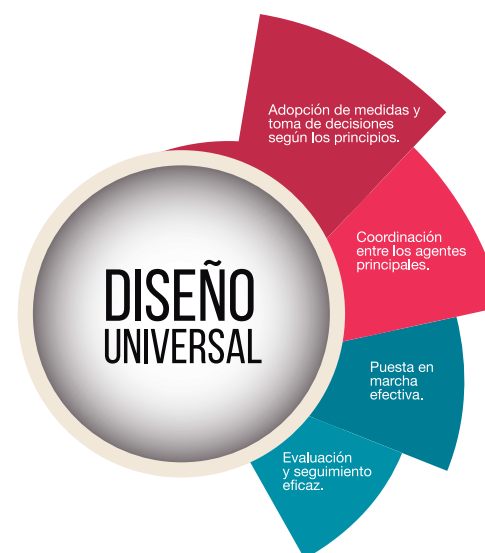 Adopción de medidas y
toma de decisiones
según los principios.
Coordinación
entre los agentes
principales.
DISEÑO
UNIVERSAL
Puesta en
marcha
efectiva.
Evaluación
y seguimiento
eficaz.